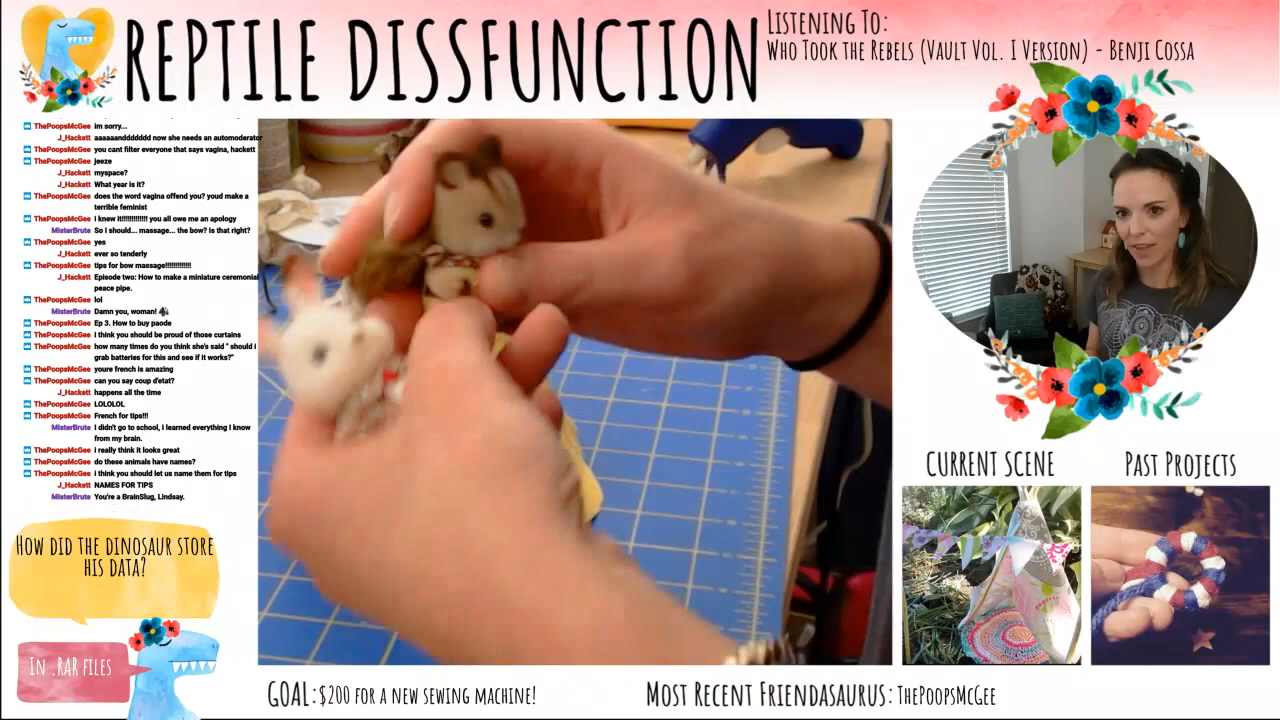 REPTILE DISSFUNCTION
LISTENING TO:
WHO TOOK THE REBELS (VAULT VOL. I VERSION) - BENJI COSSA
ThePoopsMcGee im sorry...
J_Hackett aaaaaanddddddd now she needs an automoderator
ThePoopsMcGee you cant filter everyone that says vagina, hackett
ThePoopsMcGee jeeze
J_Hackett myspace?
J_Hackett What year is it?
ThePoopsMcGee does the word vagina offend you? youd make a
terrible feminist
ThePoopsMcGee i knew it!!!!!!!!!!!!! you all owe me an apology
MisterBrute So I should... massage... the bow? Is that right?
ThePoopsMcGee yes
J_Hackett ever so tenderly
ThePoopsMcGee tips for bow massage!!!!!!!!!!!!!
J_Hackett Episode two: How to make a miniature ceremonial
peace pipe.
ThePoopsMcGee lol
MisterBrute Damn you, woman!
ThePoopsMcGee Ep 3. How to buy paode
ThePoopsMcGee i think you should be proud of those curtains
ThePoopsMcGee how many times do you think she's said " should i
grab batteries for this and see if it works?"
ThePoopsMcGee youre french is amazing
ThePoopsMcGee can you say coup d'etat?
J_Hackett happens all the time
ThePoopsMcGee LOLOLOL
ThePoopsMcGee French for tips!!!
MisterBrute I didn't go to school, I learned everything I know
from my brain.
ThePoopsMcGee i really think it looks great
ThePoopsMcGee do these animals have names?
ThePoopsMcGee i think you should let us name them for tips
J_Hackett NAMES FOR TIPS
MisterBrute You're a BrainSlug, Lindsay.
CURRENT SCENE
PAST PROJECTS
HOW DID THE DINOSAUR STORE
HIS DATA?
IN .RAR FILES
GOAL: $200 FOR A NEW SEWING MACHINE!
MOST RECENT FRIENDASAURUS: THEPOOPSMCGEE